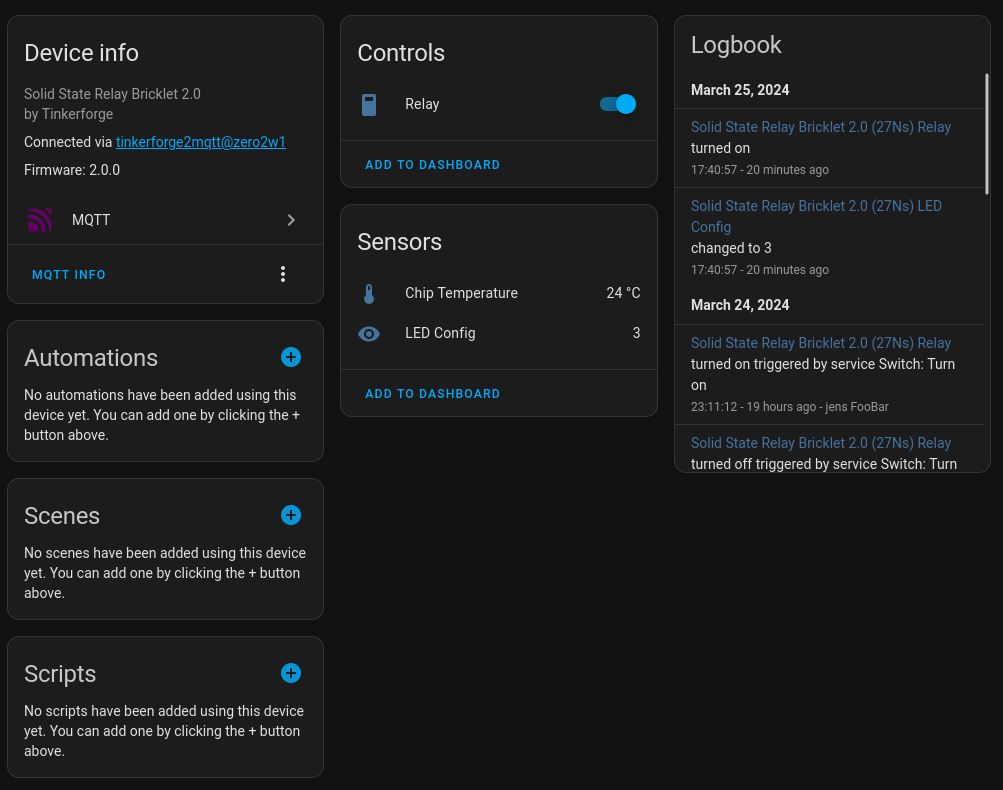 Device info
Solid State Relay Bricklet 2.0
by Tinkerforge
Connected via tinkerforge2mqtt@zero2w1
Firmware: 2.0.0
MQTT
MQTT INFO
Automations
No automations have been added using this
device yet. You can add one by clicking the +
button above.
Scenes
No scenes have been added using this device
yet. You can add one by clicking the + button
above.
Scripts
No scripts have been added using this device
yet. You can add one by clicking the + button
above.
Controls
Relay
ADD TO DASHBOARD
Sensors
Chip Temperature 24 °C
LED Config 3
ADD TO DASHBOARD
Logbook
March 25, 2024
Solid State Relay Bricklet 2.0 (27Ns) Relay
turned on
17:40:57 - 20 minutes ago
Solid State Relay Bricklet 2.0 (27Ns) LED
Config
changed to 3
17:40:57 - 20 minutes ago
March 24, 2024
Solid State Relay Bricklet 2.0 (27Ns) Relay
turned on triggered by service Switch: Turn
on
23:11:12 - 19 hours ago - jens FooBar
Solid State Relay Bricklet 2.0 (27Ns) Relay
turned off triggered by service Switch: Turn